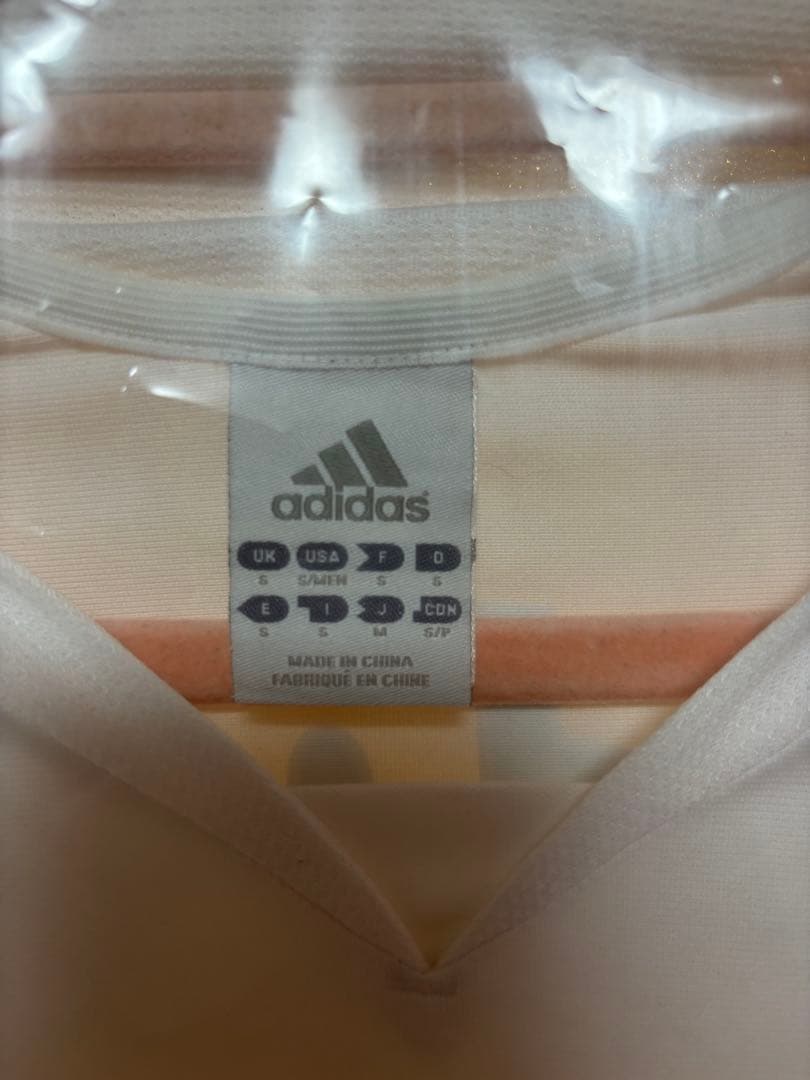 adidas
UK USA F D
S S/MEN S S
E I J CDN
S S M S/P
MADE IN CHINA
FABRIQUÉ EN CHINE